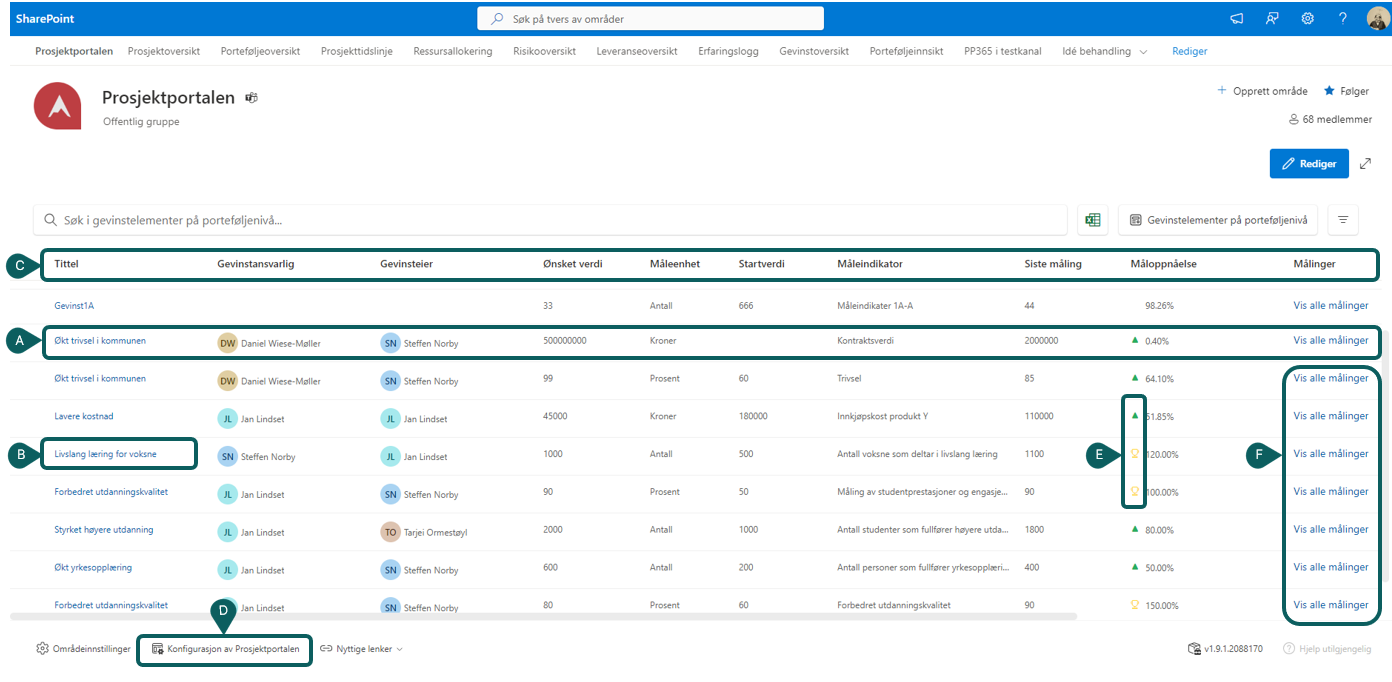 SharePoint
Søk på tvers av områder
Prosjektportalen Prosjektoversikt Porteføljeoversikt Prosjekttidslinje Ressursallokering Risikooversikt Leveranseoversikt Erfaringslogg Gevinstoversikt Porteføljeinnsikt PP365 i testkanal Idé behandling Rediger
Prosjektportalen
Offentlig gruppe
Opprett område Følger
68 medlemmer
Rediger
Søk i gevinstelementer på porteføljenivå... Gevinstelementer på porteføljenivå
C Tittel Gevinstansvarlig Gevinsteier Ønsket verdi Måleenhet Startverdi Måleindikator Siste måling Måloppnåelse Målinger
Gevinst1A 33 Antall 666 Måleindikater 1A-A 44 98.26% Vis alle målinger
A Økt trivsel i kommunen DW Daniel Wiese-Møller SN Steffen Norby 500000000 Kroner Kontraktsverdi 2000000 0.40% Vis alle målinger
Økt trivsel i kommunen DW Daniel Wiese-Møller SN Steffen Norby 99 Prosent 60 Trivsel 85 64.10% Vis alle målinger
Lavere kostnad JL Jan Lindset JL Jan Lindset 45000 Kroner 180000 Innkjøpskost produkt Y 110000 51.85% Vis alle målinger
B Livslang læring for voksne SN Steffen Norby JL Jan Lindset 1000 Antall 500 Antall voksne som deltar i livslang læring 1100 E 120.00% F Vis alle målinger
Forbedret utdanningskvalitet JL Jan Lindset SN Steffen Norby 90 Prosent 50 Måling av studentprestasjoner og engasje... 90 100.00% Vis alle målinger
Styrket høyere utdanning JL Jan Lindset TO Tarjei Ormestøyl 2000 Antall 1000 Antall studenter som fullfører høyere utda... 1800 80.00% Vis alle målinger
Økt yrkesopplæring JL Jan Lindset SN Steffen Norby 600 Antall 200 Antall personer som fullfører yrkesopplæri... 400 50.00% Vis alle målinger
Forbedret utdanningskvalitet Jan Lindset SN Steffen Norby 80 Prosent 60 Forbedret utdanningskvalitet 90 150.00% Vis alle målinger
D
Områdeinnstillinger Konfigurasjon av Prosjektportalen Nyttige lenker v1.9.1.2088170 Hjelp utilgjengelig